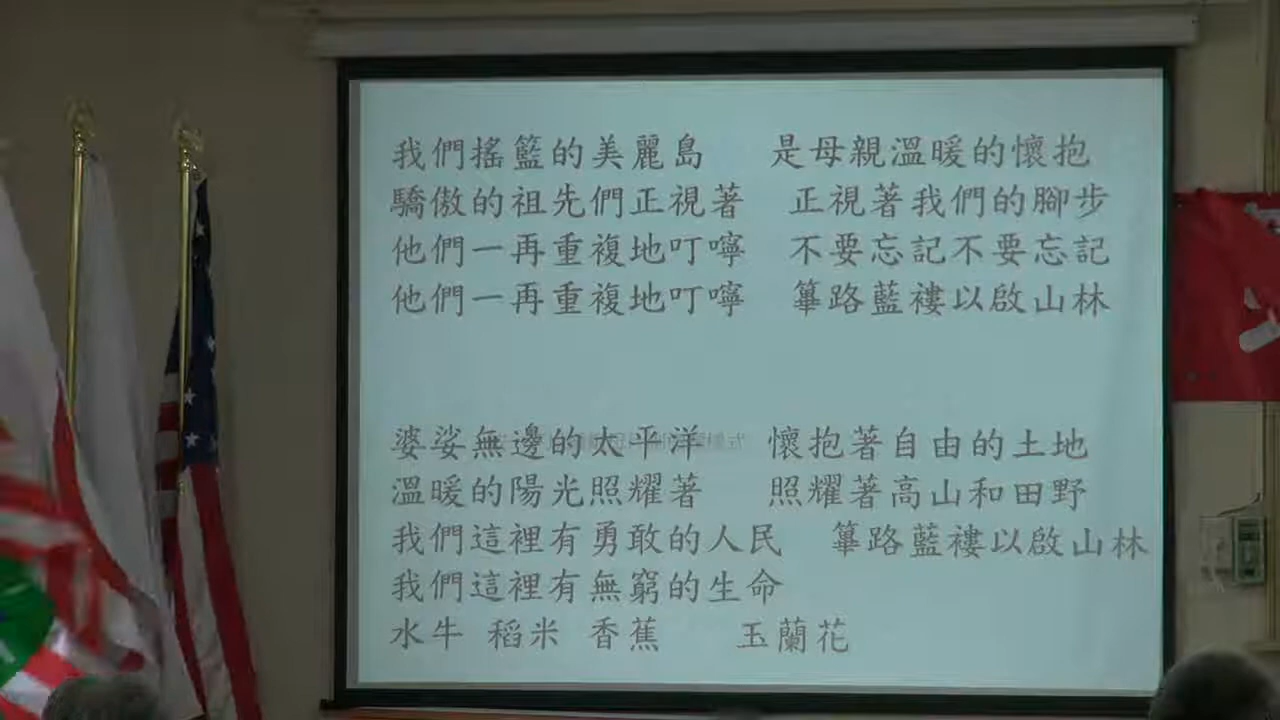 我們搖籃的美麗島 是母親溫暖的懷抱
驕傲的祖先們正視著 正視著我們的腳步
他們一再重複地叮嚀 不要忘記不要忘記
他們一再重複地叮嚀 篳路藍褸以啟山林
婆娑無邊的太平洋 懷抱著自由的土地
溫暖的陽光照耀著 照耀著高山和田野
我們這裡有勇敢的人民 篳路藍褸以啟山林
我們這裡有無窮的生命
水牛 稻米 香蕉 玉蘭花